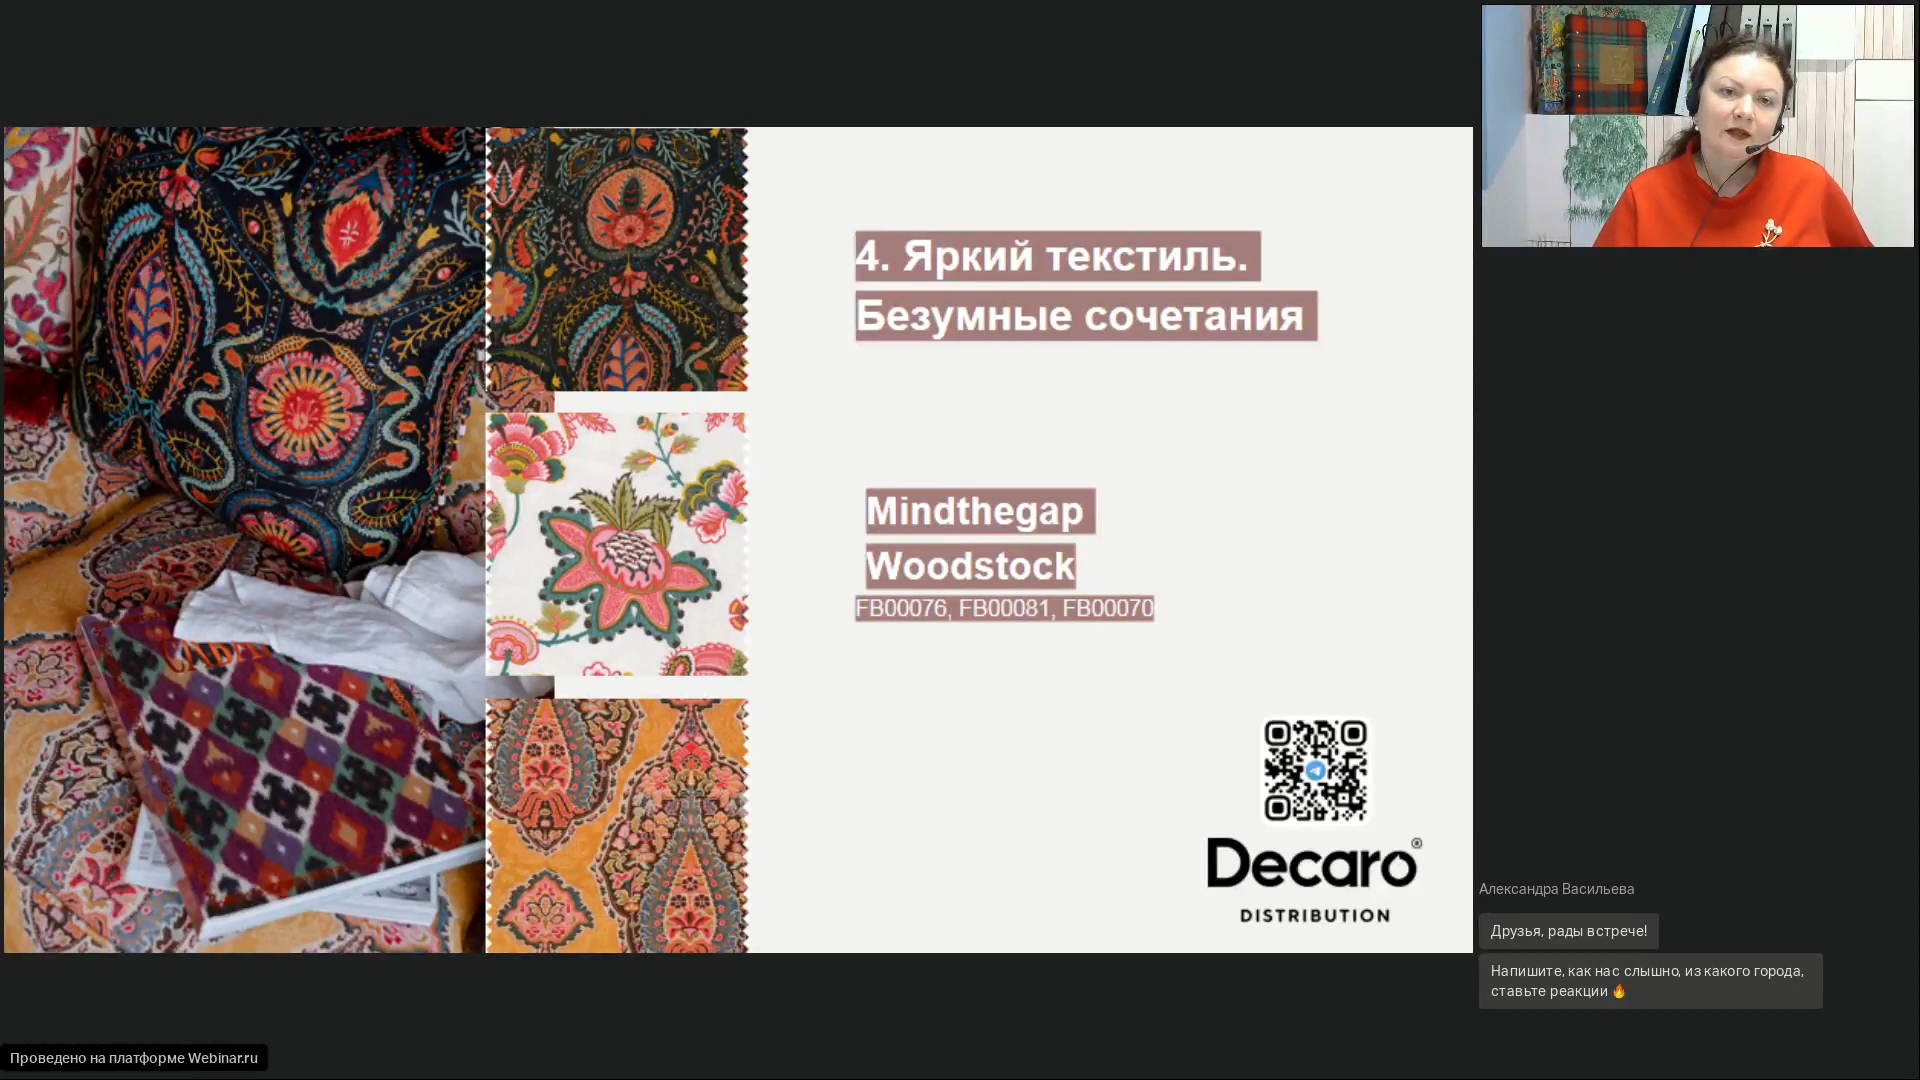 4. Яркий текстиль.
Безумные сочетания
Mindthegap
Woodstock
FB00076, FB00081, FB00070
Decaro®
DISTRIBUTION
Александра Васильева
Друзья, рады встрече!
Напишите, как нас слышно, из какого города,
ставьте реакции 🔥
Проведено на платформе Webinar.ru